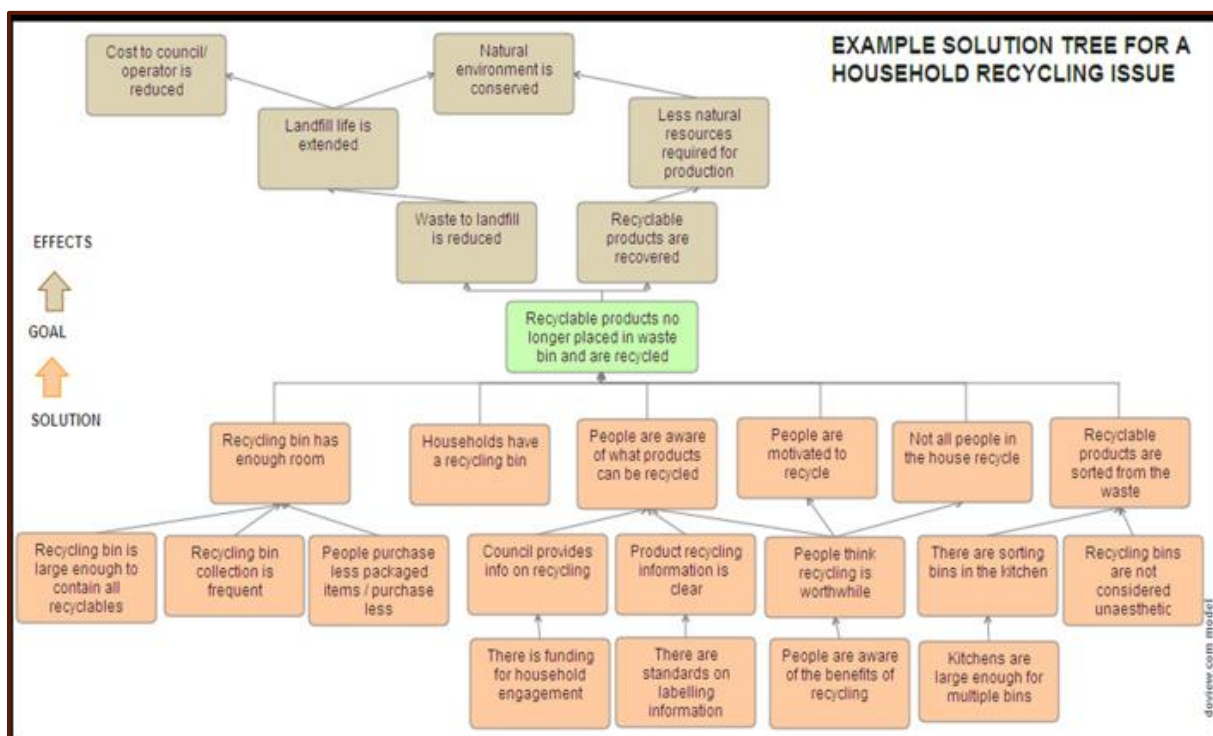 EXAMPLE SOLUTION TREE FOR A
HOUSEHOLD RECYCLING ISSUE
Cost to council/
operator is
reduced
Natural
environment is
conserved
Landfill life is
extended
Less natural
resources
required for
production
Waste to landfill
is reduced
Recyclable
products are
recovered
EFFECTS
GOAL
SOLUTION
Recyclable products no
longer placed in waste
bin and are recycled
Recycling bin has
enough room
Households have
a recycling bin
People are aware
of what products
can be recycled
People are
motivated to
recycle
Not all people in
the house recycle
Recyclable
products are
sorted from the
waste
Recycling bin is
large enough to
contain all
recyclables
Recycling bin
collection is
frequent
People purchase
less packaged
items / purchase
less
Council provides
info on recycling
Product recycling
information is
clear
People think
recycling is
worthwhile
There are sorting
bins in the kitchen
Recycling bins
are not
considered
unaesthetic
There is funding
for household
engagement
There are
standards on
labelling
information
People are aware
of the benefits of
recycling
Kitchens are
large enough for
multiple bins
doview.com model